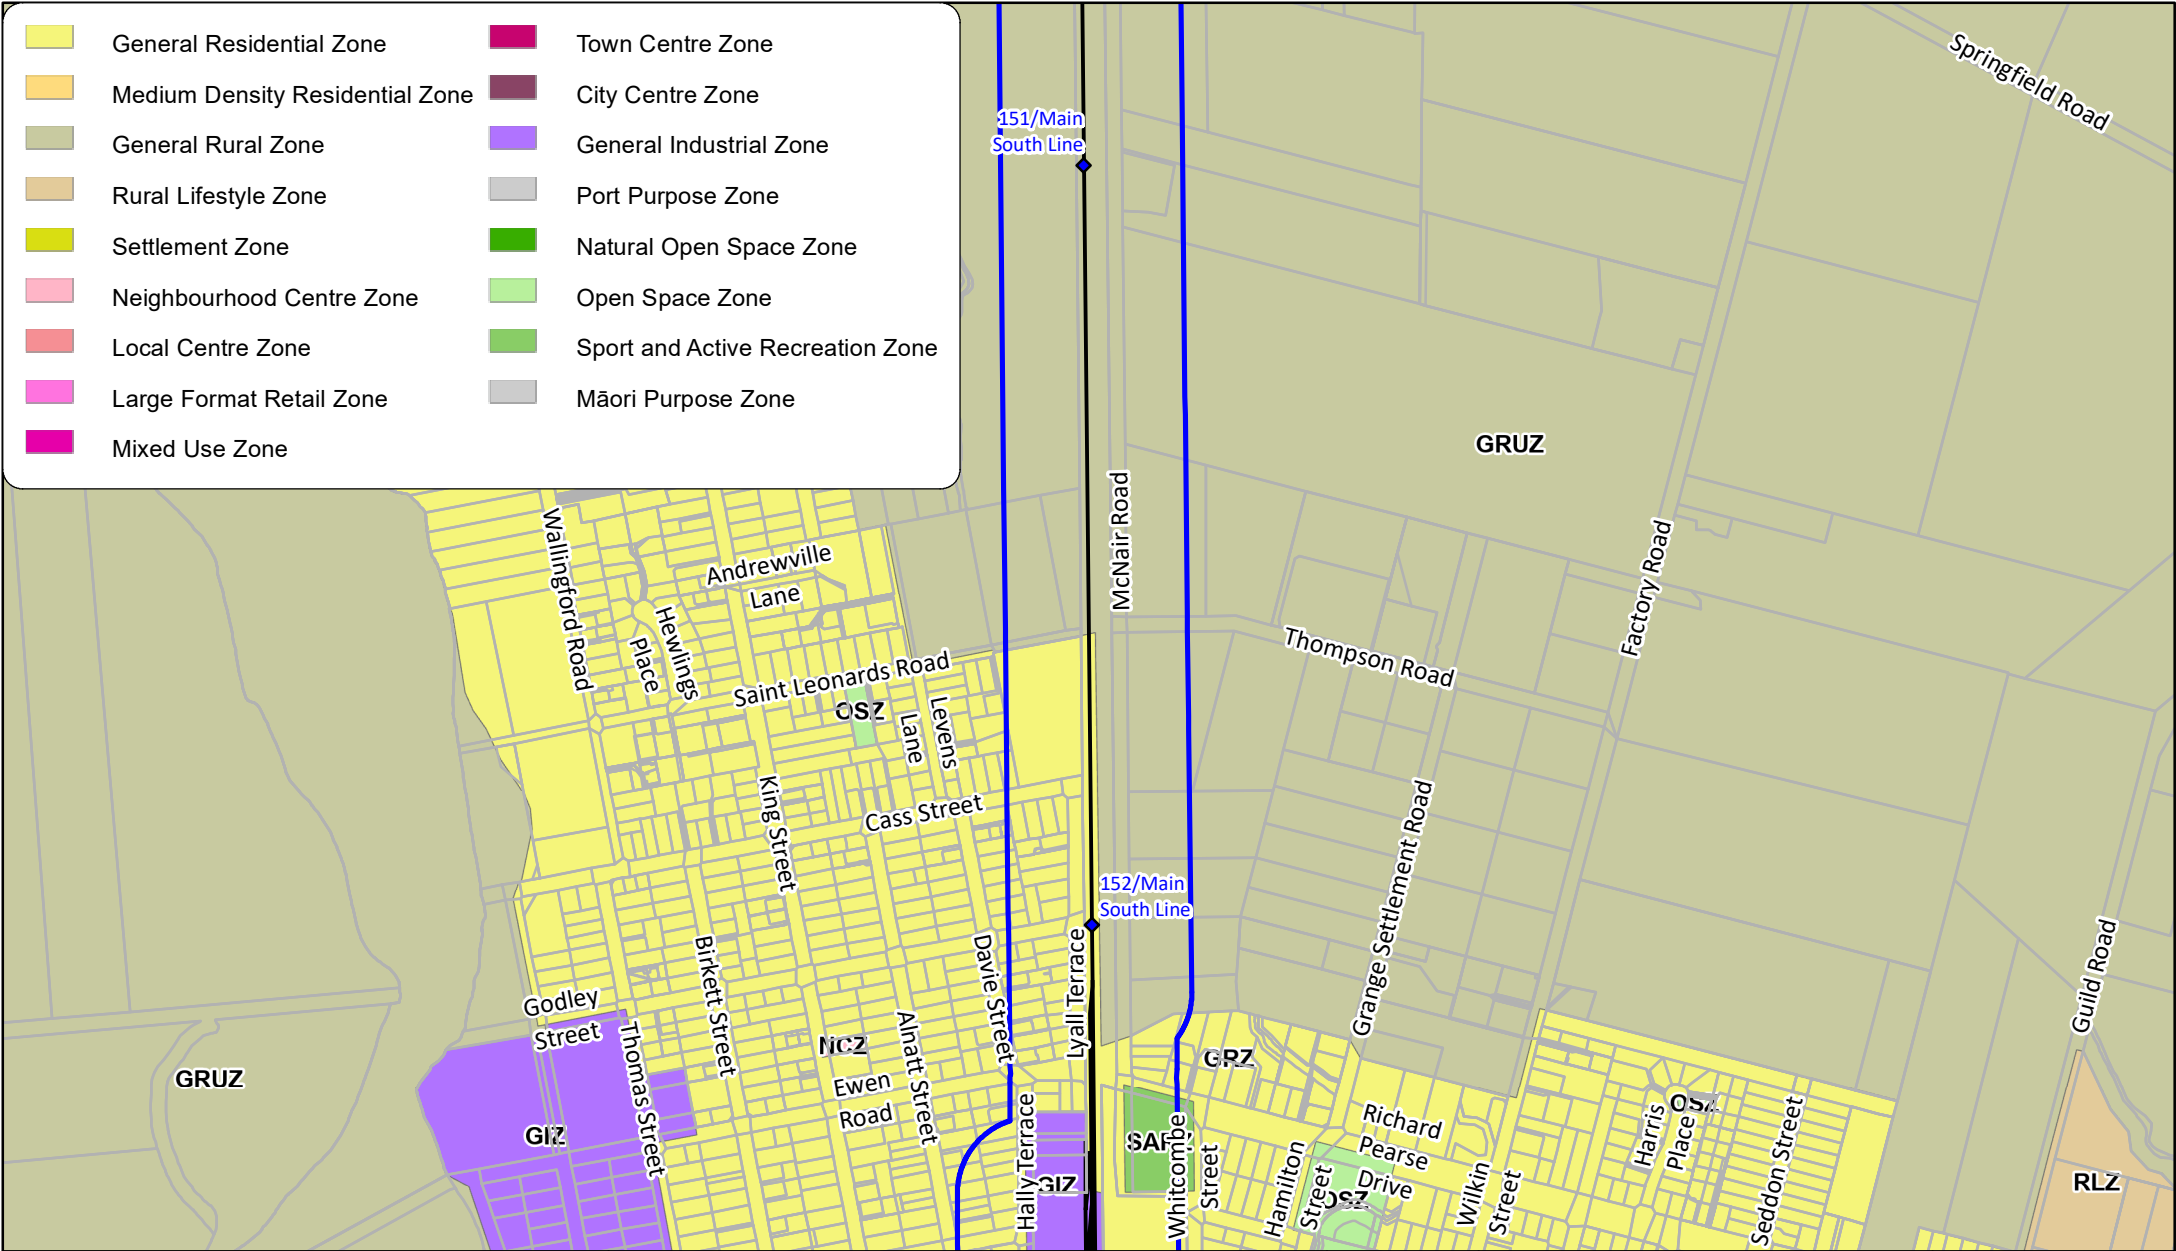 General Residential Zone
Medium Density Residential Zone
General Rural Zone
Rural Lifestyle Zone
Settlement Zone
Neighbourhood Centre Zone
Local Centre Zone
Large Format Retail Zone
Mixed Use Zone
Town Centre Zone
City Centre Zone
General Industrial Zone
Port Purpose Zone
Natural Open Space Zone
Open Space Zone
Sport and Active Recreation Zone
Māori Purpose Zone
151/Main
South Line
Springfield Road
GRUZ
McNair Road
Factory Road
Thompson Road
Wallingford Road
Andrewville
Lane
Hewlings
Place
Saint Leonards Road
OSZ
Levens
Lane
King Street
Cass Street
Grange Settlement Road
152/Main
South Line
Guild Road
Godley
Street
Birkett Street
Davie Street
Lyall Terrace
Thomas Street
NCZ
Alnatt Street
Ewen
Road
GRUZ
GRZ
GIZ
Halły Terrace
GIZ
SARZ
Whitcombe
Street
Richard
Pearse
Drive
Hamilton
Street
OSZ
Wilkin
Street
OSZ
Harris
Place
Seddon Street
RLZ